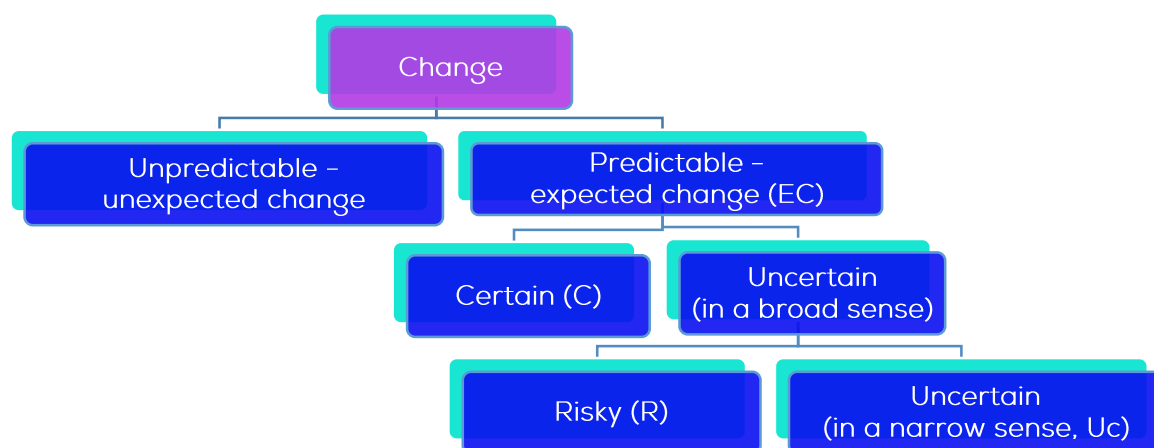 Change
Unpredictable –
unexpected change
Predictable –
expected change (EC)
Certain (C)
Uncertain
(in a broad sense)
Risky (R)
Uncertain
(in a narrow sense, Uc)